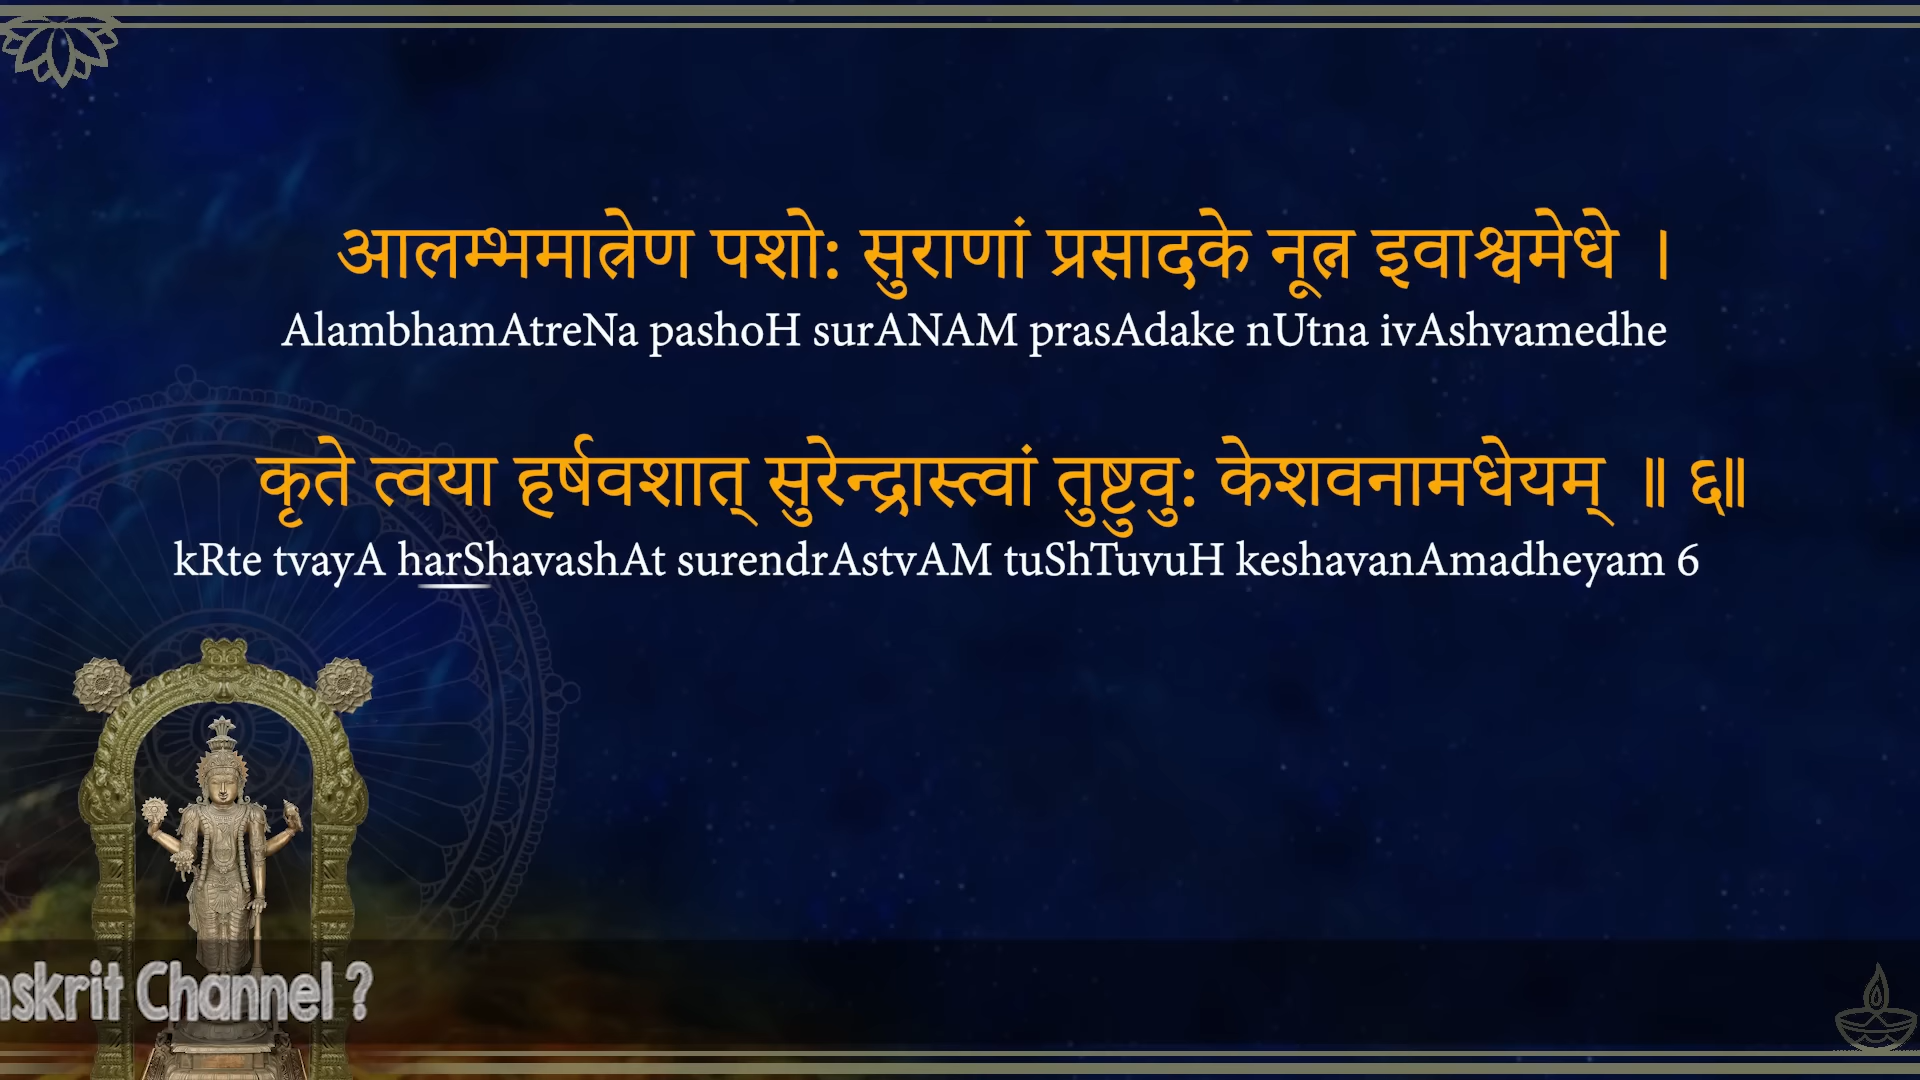 आलम्भमात्रेण पशो: सुराणां प्रसादके नूत्न इवाश्वमेधे ।
AlambhamAtreNa pashoH surANAM prasAdake nUtna ivAshvamedhe
कृते त्वया हर्षवशात् सुरेन्द्रास्त्वां तुष्टुवु: केशवनामधेयम् ॥ ६॥
kRte tvayA harShavashAt surendrAstvAM tuShTuvuH keshavanAmadheyam 6
nskrit Channel ?